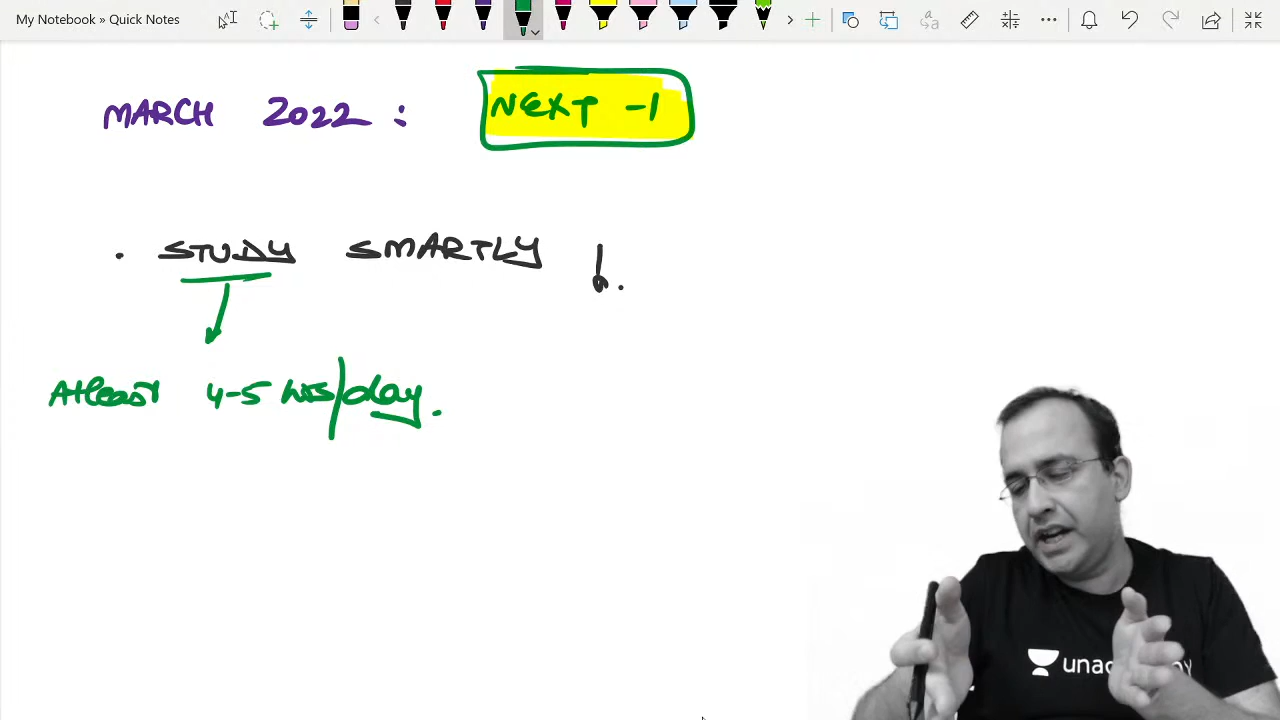 My Notebook » Quick Notes
MARCH 2022 :
NEXT -1
. STUDY SMARTLY !.
Atleast 4-5 hrs/day.